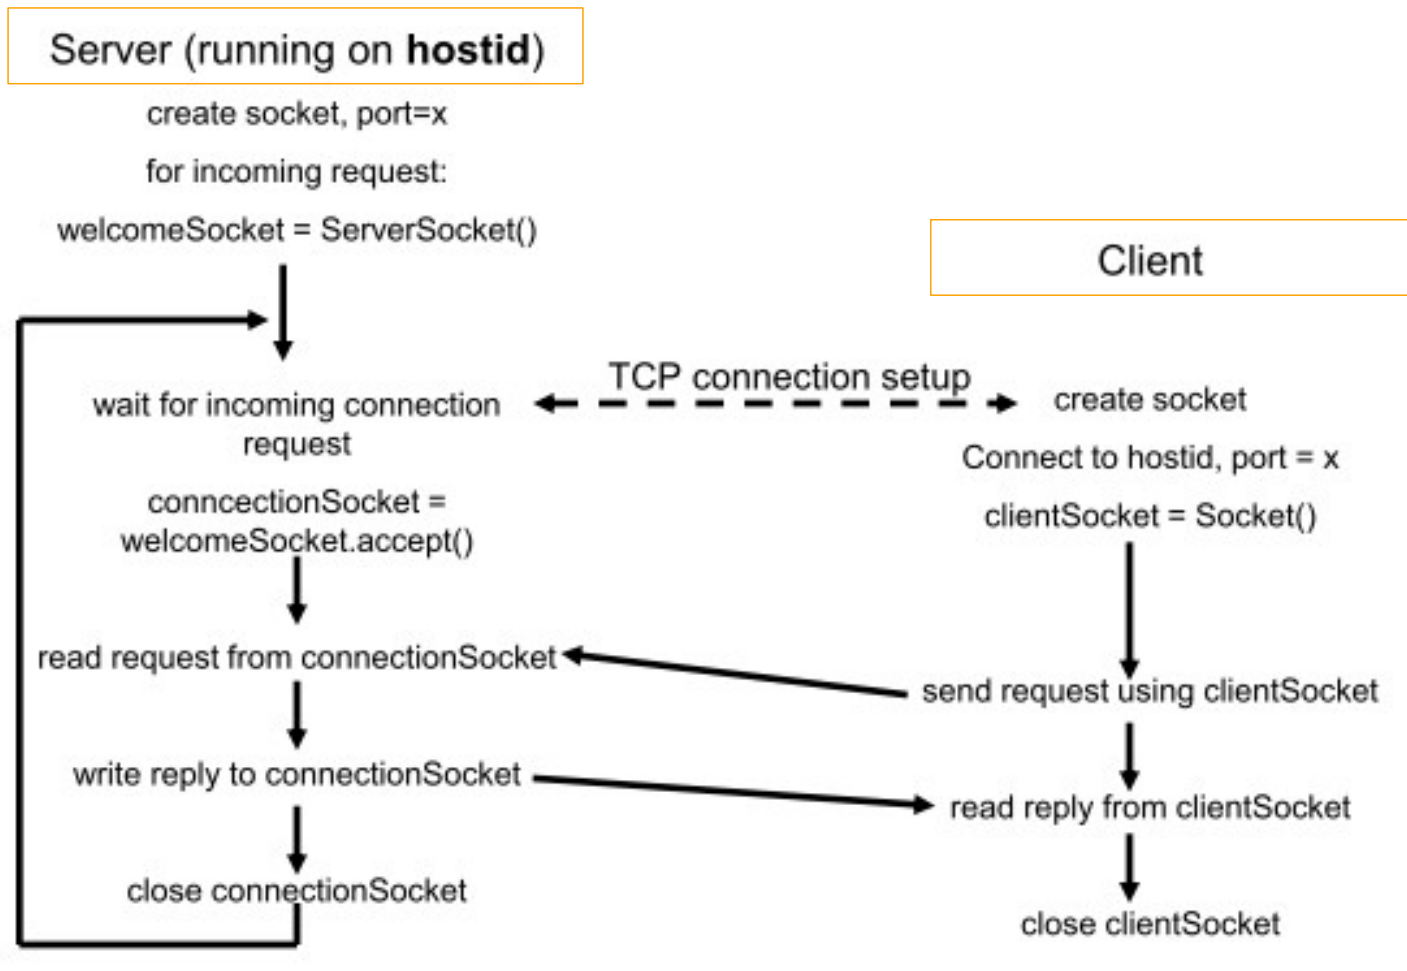 Server (running on hostid)
create socket, port=x
for incoming request:
welcomeSocket = ServerSocket()
wait for incoming connection
request
conncectionSocket =
welcomeSocket.accept()
read request from connectionSocket
write reply to connectionSocket
close connectionSocket
TCP connection setup
Client
create socket
Connect to hostid, port = x
clientSocket = Socket()
send request using clientSocket
read reply from clientSocket
close clientSocket